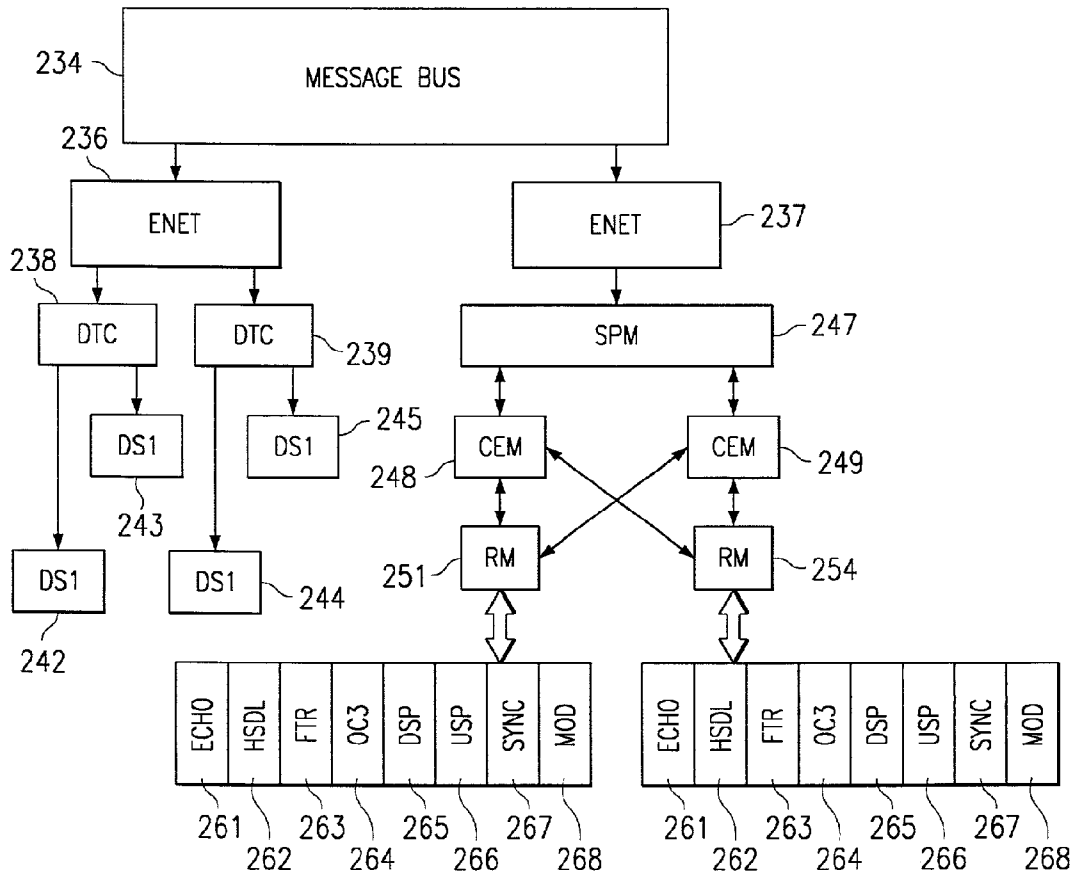 234
MESSAGE BUS
236
ENET
ENET
237
238
DTC
DTC
239
SPM
247
DS1
243
DS1
245
CEM
248
CEM
249
DS1
242
DS1
244
251
RM
RM
254
ECHO HSDL FTR OC3 DSP USP SYNC MOD
ECHO HSDL FTR OC3 DSP USP SYNC MOD
261 263 265 267
262 264 266 268
261 263 265 267
262 264 266 268